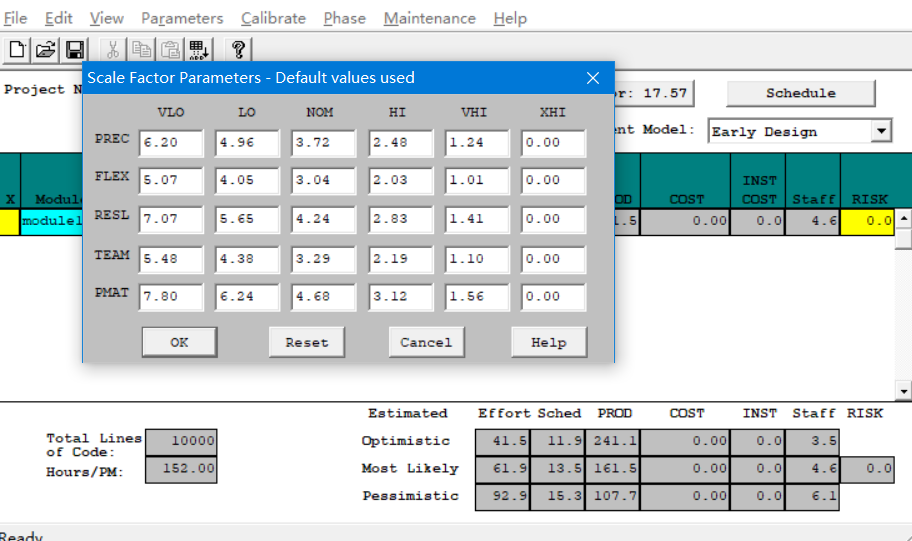 File Edit View Parameters Calibrate Phase Maintenance Help
Scale Factor Parameters - Default values used
Project
17.57 Schedule
Model: Early Design
VLO LO NOM HI VHI XHI
PREC 6.20 4.96 3.72 2.48 1.24 0.00
FLEX 5.07 4.05 3.04 2.03 1.01 0.00
RESL 7.07 5.65 4.24 2.83 1.41 0.00
TEAM 5.48 4.38 3.29 2.19 1.10 0.00
PMAT 7.80 6.24 4.68 3.12 1.56 0.00
OK Reset Cancel Help
INST
X COST COST Staff RISK
module1 0.00 0.0 4.6 0.0
Estimated Effort Sched PROD COST INST Staff RISK
Total Lines of Code: 10000
Hours/PM: 152.00
Optimistic 41.5 11.9 241.1 0.00 0.0 3.5
Most Likely 61.9 13.5 161.5 0.00 0.0 4.6 0.0
Pessimistic 92.9 15.3 107.7 0.00 0.0 6.1
Ready